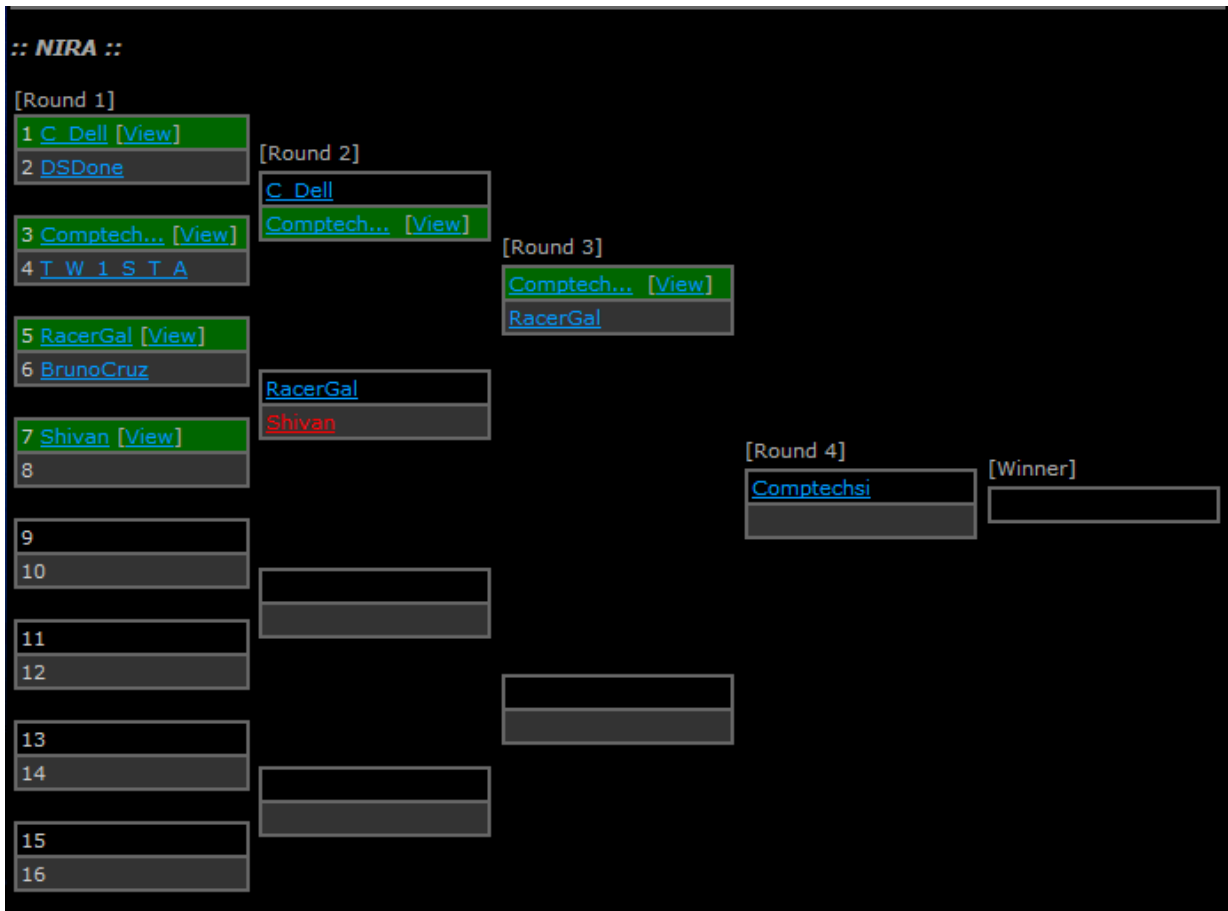 :: NIRA ::
[Round 1]
1 C_Dell [View]
2 DSDone
3 Comptech... [View]
4 T_W_1_S_T_A
5 RacerGal [View]
6 BrunoCruz
7 Shivan [View]
8
9
10
11
12
13
14
15
16
[Round 2]
C_Dell
Comptech... [View]
RacerGal
Shivan
[Round 3]
Comptech... [View]
RacerGal
[Round 4]
Comptechsi
[Winner]